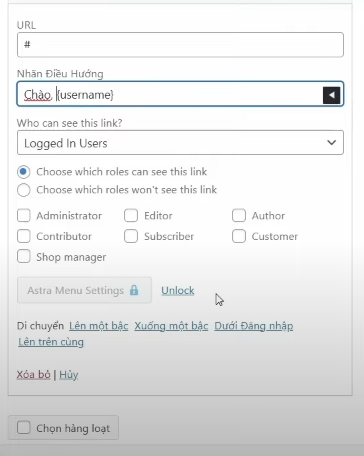 URL
#
Nhãn Điều Hướng
Chào, {username}
Who can see this link?
Logged In Users
Choose which roles can see this link
Choose which roles won't see this link
Administrator Editor Author
Contributor Subscriber Customer
Shop manager
Astra Menu Settings Unlock
Di chuyển Lên một bậc Xuống một bậc Dưới Đăng nhập
Lên trên cùng
Xóa bỏ | Hủy
Chọn hàng loạt